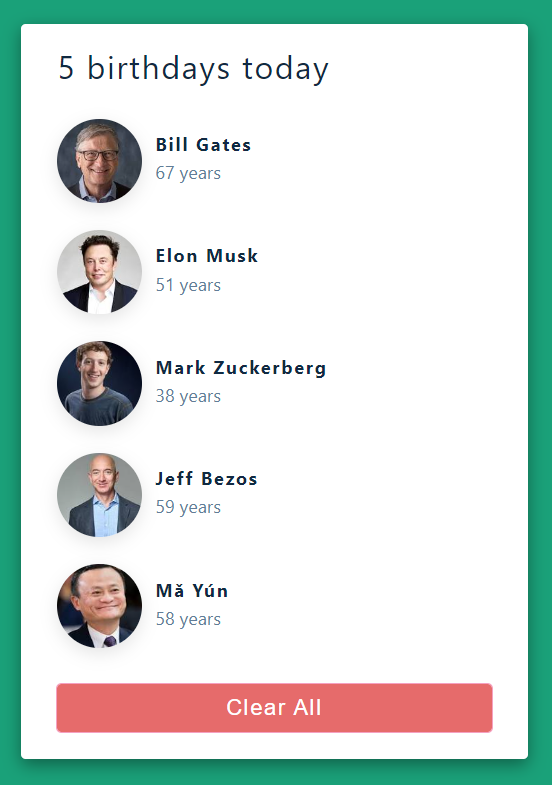 5 birthdays today
Bill Gates
67 years
Elon Musk
51 years
Mark Zuckerberg
38 years
Jeff Bezos
59 years
Mǎ Yún
58 years
Clear All